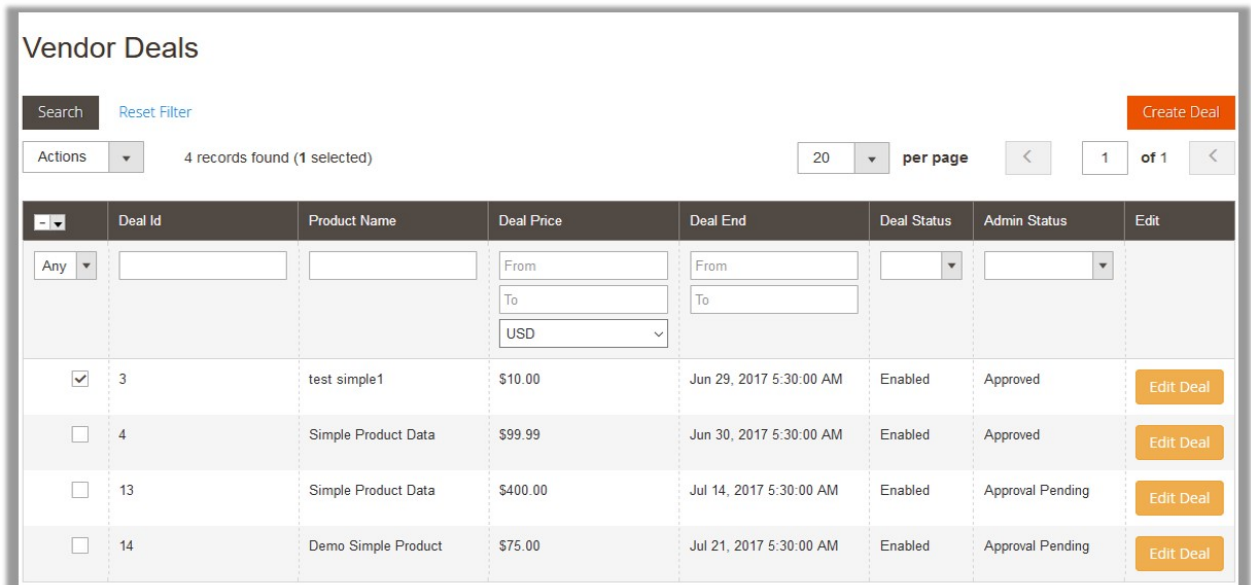 Vendor Deals
Search Reset Filter Create Deal
Actions 4 records found (1 selected) 20 per page 1 of 1
Deal Id Product Name Deal Price Deal End Deal Status Admin Status Edit
Any From From
To To
USD
3 test simple1 $10.00 Jun 29, 2017 5:30:00 AM Enabled Approved Edit Deal
4 Simple Product Data $99.99 Jun 30, 2017 5:30:00 AM Enabled Approved Edit Deal
13 Simple Product Data $400.00 Jul 14, 2017 5:30:00 AM Enabled Approval Pending Edit Deal
14 Demo Simple Product $75.00 Jul 21, 2017 5:30:00 AM Enabled Approval Pending Edit Deal